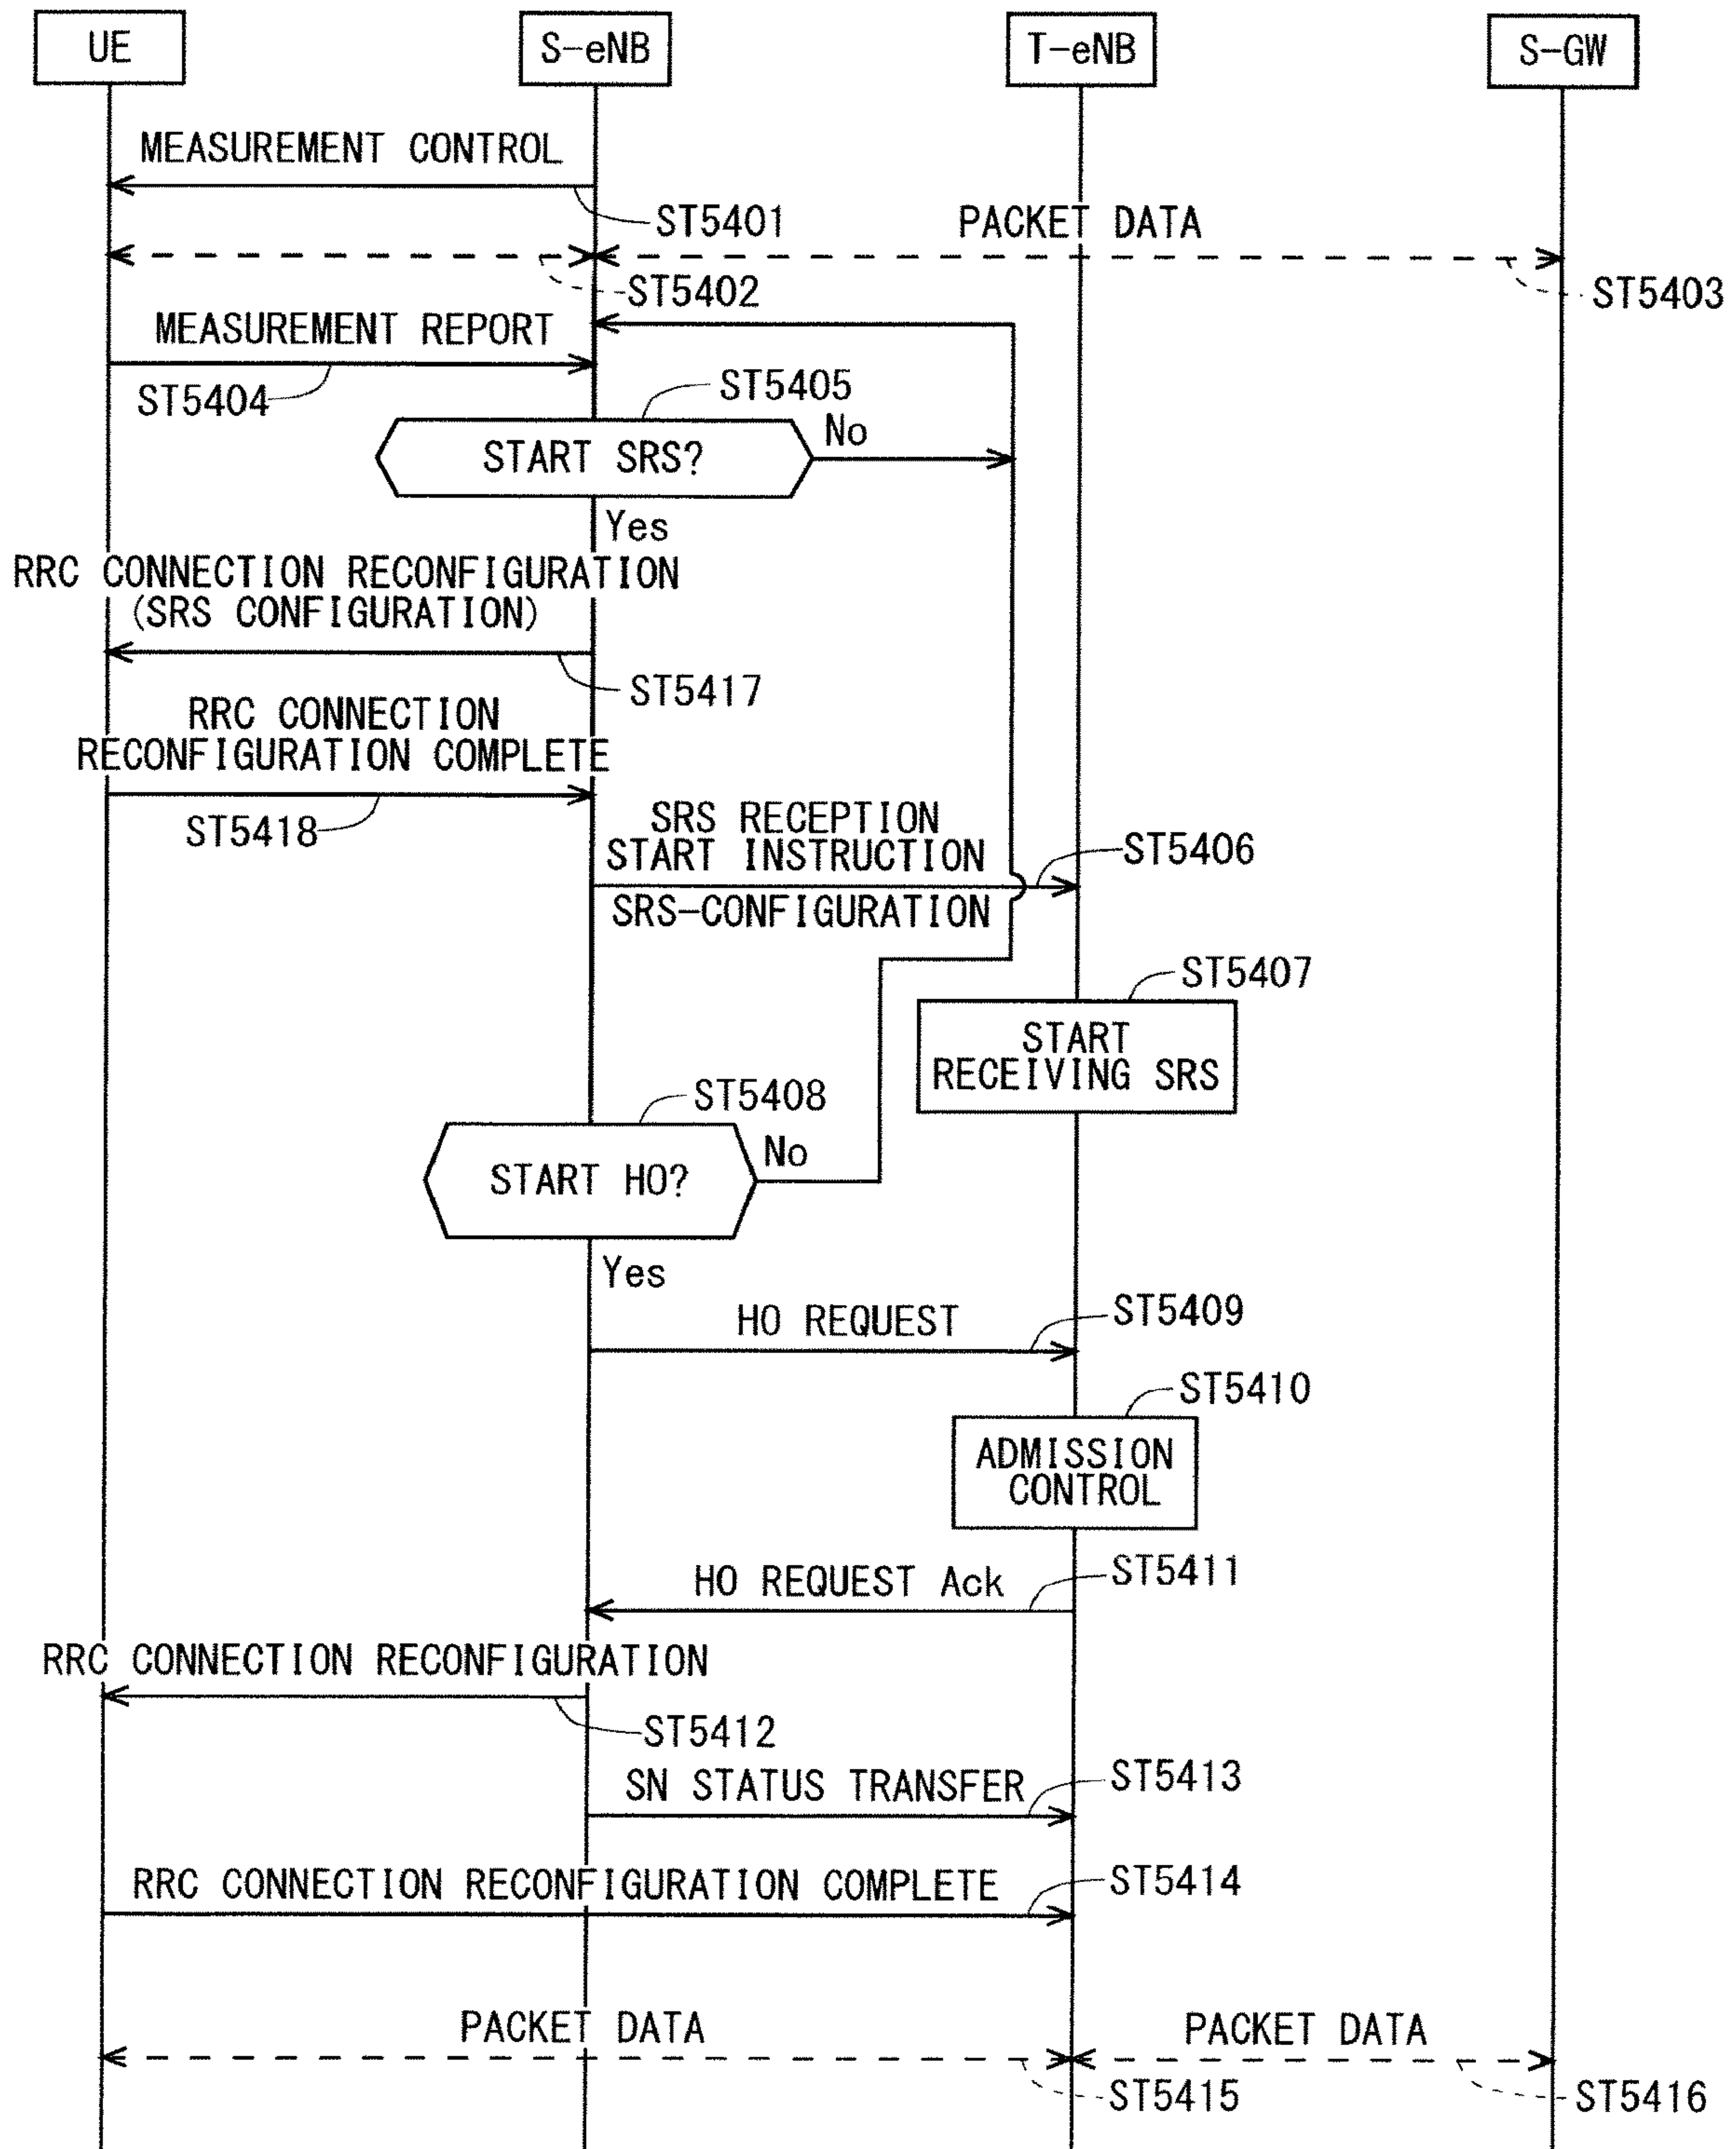 UE
S-eNB
T-eNB
S-GW
MEASUREMENT CONTROL
ST5401
PACKET DATA
ST5402
ST5403
MEASUREMENT REPORT
ST5404
ST5405
START SRS?
No
Yes
RRC CONNECTION RECONFIGURATION
(SRS CONFIGURATION)
ST5417
RRC CONNECTION
RECONFIGURATION COMPLETE
ST5418
SRS RECEPTION
START INSTRUCTION
ST5406
SRS-CONFIGURATION
ST5407
START
RECEIVING SRS
ST5408
START HO?
No
Yes
HO REQUEST
ST5409
ST5410
ADMISSION
CONTROL
HO REQUEST Ack
ST5411
RRC CONNECTION RECONFIGURATION
ST5412
SN STATUS TRANSFER
ST5413
RRC CONNECTION RECONFIGURATION COMPLETE
ST5414
PACKET DATA
PACKET DATA
ST5415
ST5416